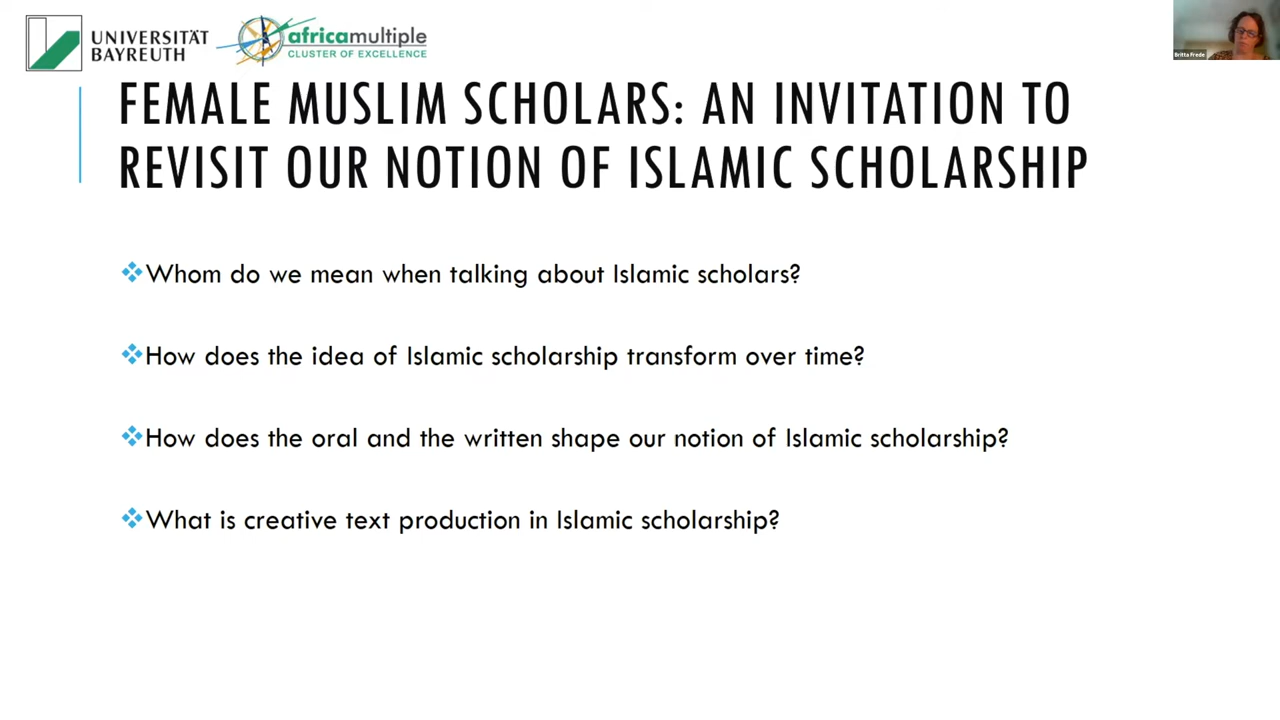 UNIVERSITÄT
BAYREUTH
africamultiple
CLUSTER OF EXCELLENCE
Britta Frede
FEMALE MUSLIM SCHOLARS: AN INVITATION TO
REVISIT OUR NOTION OF ISLAMIC SCHOLARSHIP
Whom do we mean when talking about Islamic scholars?
How does the idea of Islamic scholarship transform over time?
How does the oral and the written shape our notion of Islamic scholarship?
What is creative text production in Islamic scholarship?